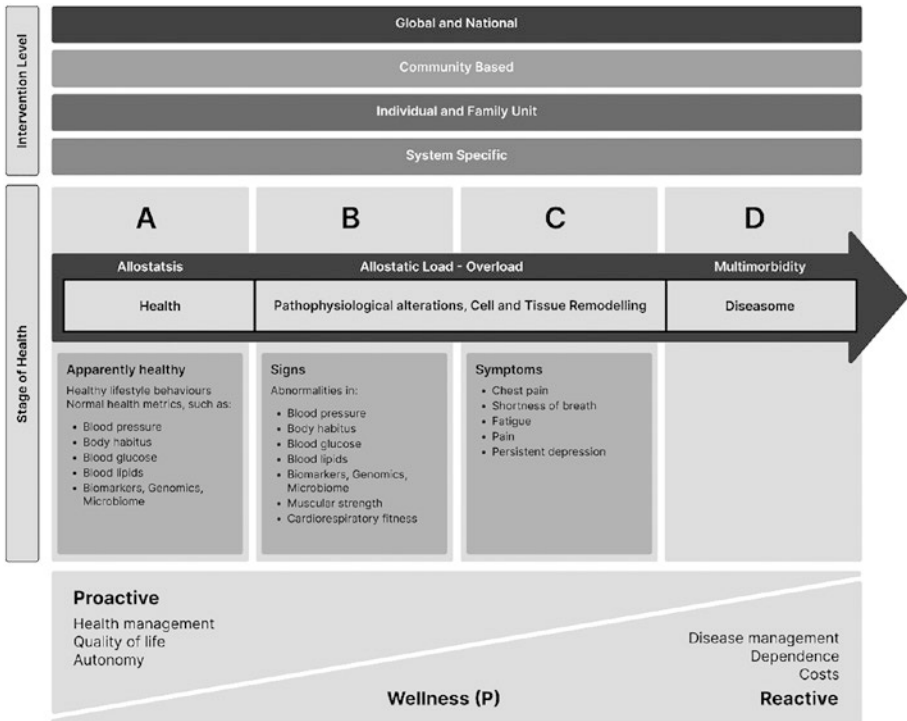 Intervention Level
Global and National
Community Based
Individual and Family Unit
System Specific
Stage of Health
A
B
C
D
Allostatsis
Allostatic Load - Overload
Multimorbidity
Health
Pathophysiological alterations, Cell and Tissue Remodelling
Diseasome
Apparently healthy
Healthy lifestyle behaviours
Normal health metrics, such as:
• Blood pressure
• Body habitus
• Blood glucose
• Blood lipids
• Biomarkers, Genomics,
Microbiome
Signs
Abnormalities in:
• Blood pressure
• Body habitus
• Blood glucose
• Blood lipids
• Biomarkers, Genomics,
Microbiome
• Muscular strength
• Cardiorespiratory fitness
Symptoms
• Chest pain
• Shortness of breath
• Fatigue
• Pain
• Persistent depression
Proactive
Health management
Quality of life
Autonomy
Wellness (P)
Disease management
Dependence
Costs
Reactive